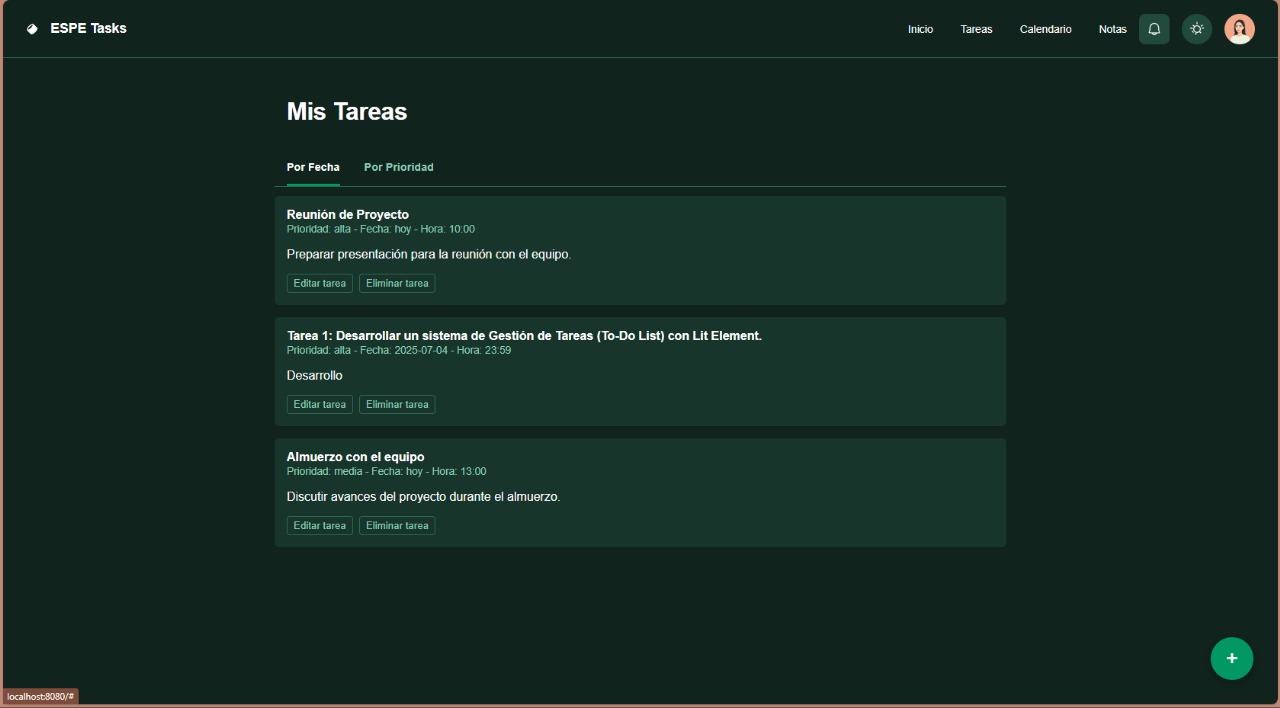 ESPE Tasks
Inicio Tareas Calendario Notas
Mis Tareas
Por Fecha Por Prioridad
Reunión de Proyecto
Prioridad: alta - Fecha: hoy - Hora: 10:00
Preparar presentación para la reunión con el equipo.
Editar tarea Eliminar tarea
Tarea 1: Desarrollar un sistema de Gestión de Tareas (To-Do List) con Lit Element.
Prioridad: alta - Fecha: 2025-07-04 - Hora: 23:59
Desarrollo
Editar tarea Eliminar tarea
Almuerzo con el equipo
Prioridad: media - Fecha: hoy - Hora: 13:00
Discutir avances del proyecto durante el almuerzo.
Editar tarea Eliminar tarea
+
localhost:8080/#